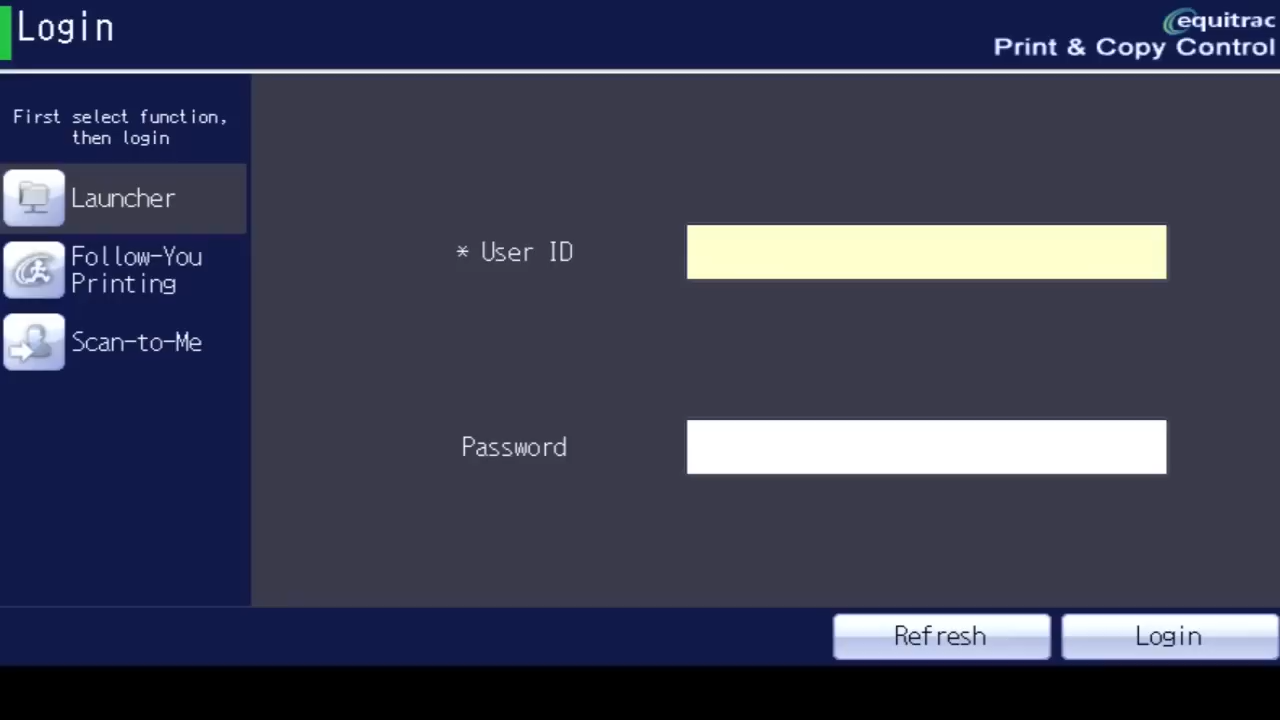 Login
equitrac
Print & Copy Control
First select function,
then login
Launcher
Follow-You
Printing
Scan-to-Me
* User ID
Password
Refresh
Login